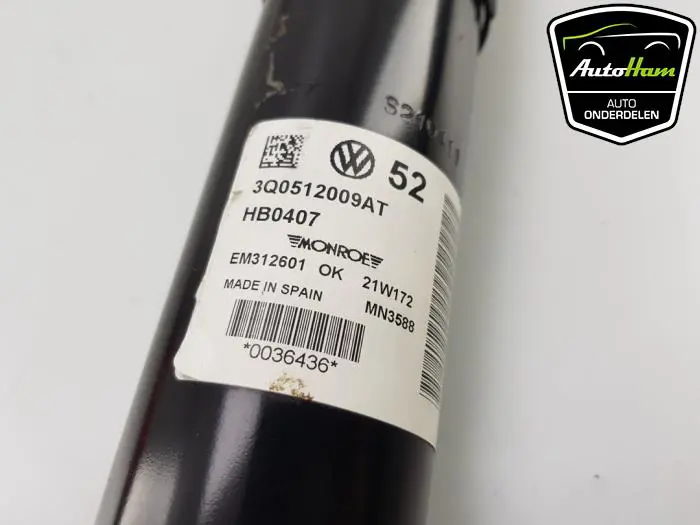 AutoHam
AUTO
ONDERDELEN
52
3Q0512009AT
HB0407
MONROE
EM312601 OK 21W172
MADE IN SPAIN MN3588
*0036436*